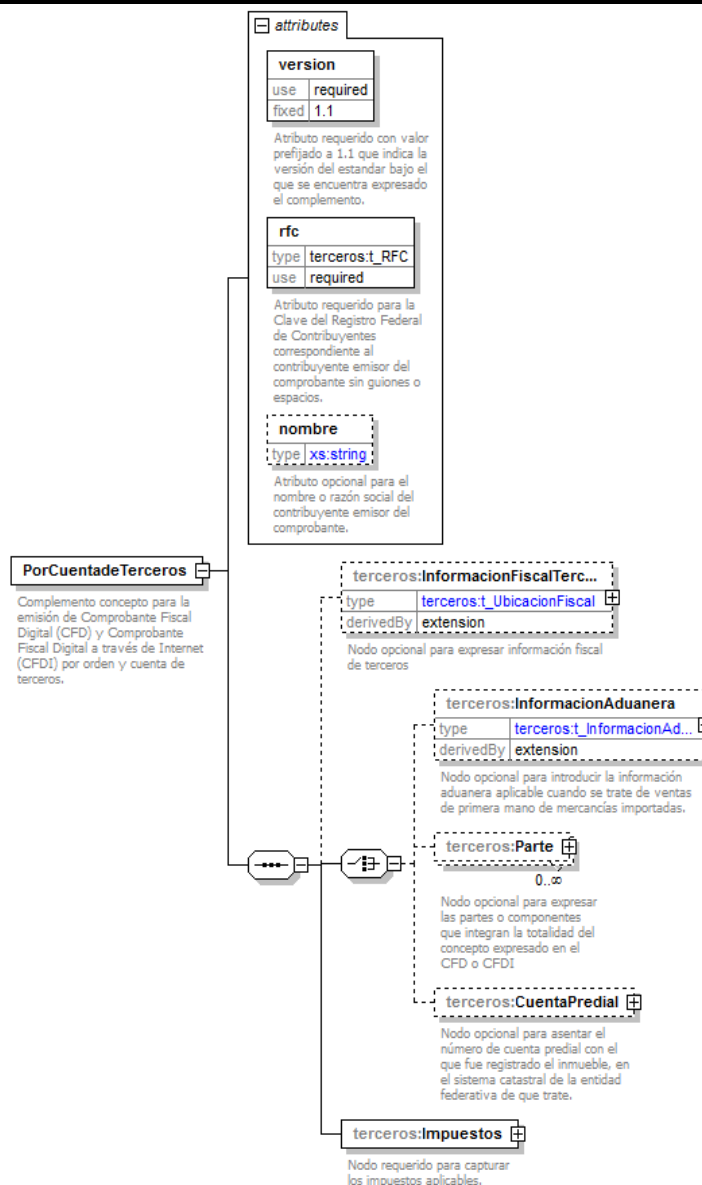 attributes
version
use required
fixed 1.1
Atributo requerido con valor
prefijado a 1.1 que indica la
versión del estandar bajo el
que se encuentra expresado
el complemento.
rfc
type terceros:t_RFC
use required
Atributo requerido para la
Clave del Registro Federal
de Contribuyentes
correspondiente al
contribuyente emisor del
comprobante sin guiones o
espacios.
nombre
type xs:string
Atributo opcional para el
nombre o razón social del
contribuyente emisor del
comprobante.
PorCuentadeTerceros
Complemento concepto para la
emisión de Comprobante Fiscal
Digital (CFD) y Comprobante
Fiscal Digital a través de Internet
(CFDI) por orden y cuenta de
terceros.
terceros:InformacionFiscalTerc...
type terceros:t_UbicacionFiscal
derivedBy extension
Nodo opcional para expresar información fiscal
de terceros
terceros:InformacionAduanera
type terceros:t_InformacionAd...
derivedBy extension
Nodo opcional para introducir la información
aduanera aplicable cuando se trate de ventas
de primera mano de mercancías importadas.
terceros:Parte
0..∞
Nodo opcional para expresar
las partes o componentes
que integran la totalidad del
concepto expresado en el
CFD o CFDI
terceros:CuentaPredial
Nodo opcional para asentar el
número de cuenta predial con el
que fue registrado el inmueble, en
el sistema catastral de la entidad
federativa de que trate.
terceros:Impuestos
Nodo requerido para capturar
los impuestos aplicables.